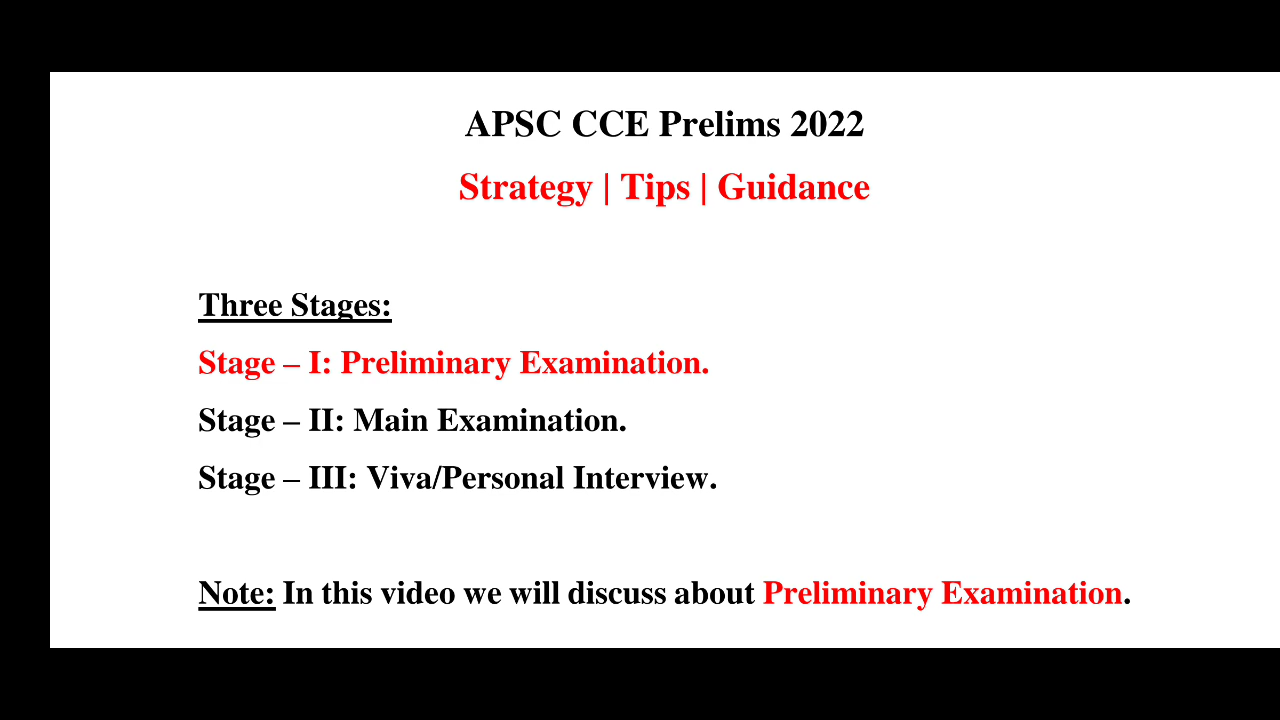 APSC CCE Prelims 2022
Strategy | Tips | Guidance
Three Stages:
Stage – I: Preliminary Examination.
Stage – II: Main Examination.
Stage – III: Viva/Personal Interview.
Note: In this video we will discuss about Preliminary Examination.